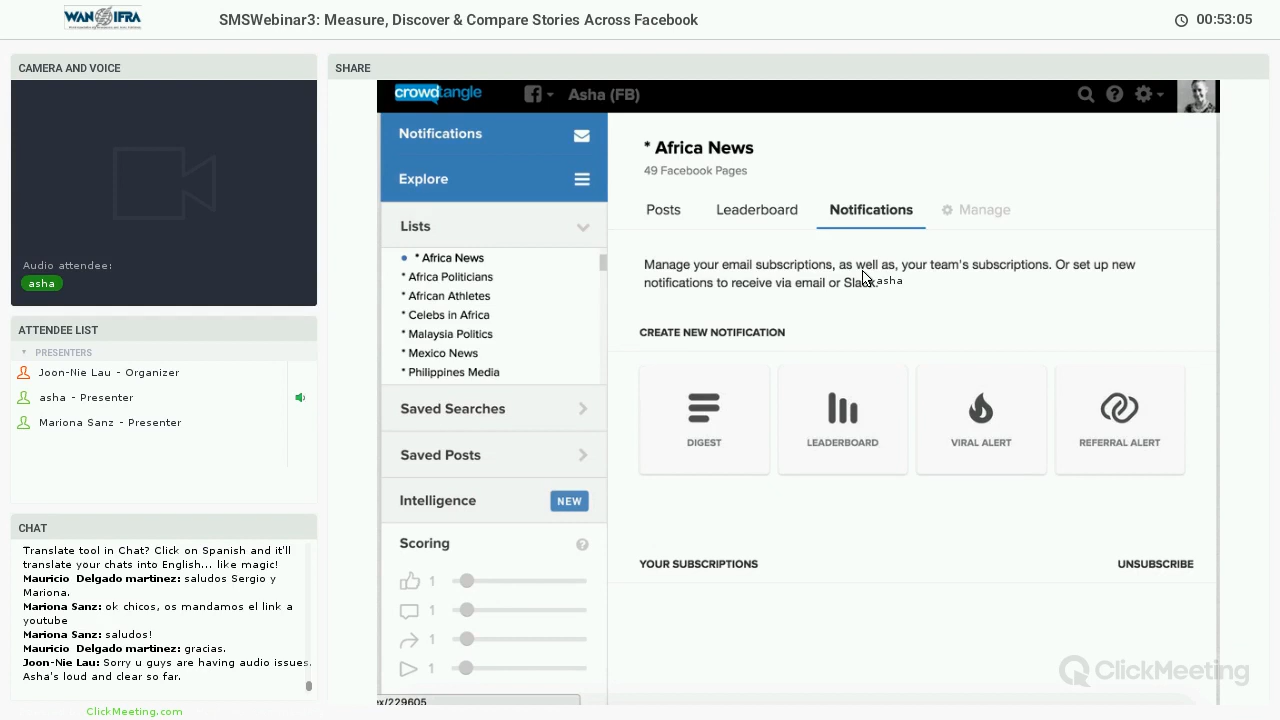 WAN IFRA
SMSWebinar3: Measure, Discover & Compare Stories Across Facebook
00:53:05
CAMERA AND VOICE
Audio attendee:
asha
ATTENDEE LIST
PRESENTERS
Joon-Nie Lau - Organizer
asha - Presenter
Mariona Sanz - Presenter
CHAT
Translate tool in Chat? Click on Spanish and it'll
translate your chats into English... like magic!
Mauricio Delgado martinez: saludos Sergio y
Mariona.
Mariona Sanz: ok chicos, os mandamos el link a
youtube
Mariona Sanz: saludos!
Mauricio Delgado martinez: gracias.
Joon-Nie Lau: Sorry u guys are having audio issues.
Asha's loud and clear so far.
ClickMeeting.com
SHARE
crowdtangle
Asha (FB)
Notifications
Explore
Lists
* Africa News
* Africa Politicians
* African Athletes
* Celebs in Africa
* Malaysia Politics
* Mexico News
* Philippines Media
Saved Searches
Saved Posts
Intelligence NEW
Scoring
1
1
1
1
ex/229605
* Africa News
49 Facebook Pages
Posts Leaderboard Notifications Manage
Manage your email subscriptions, as well as, your team's subscriptions. Or set up new
notifications to receive via email or Slack.
asha
CREATE NEW NOTIFICATION
DIGEST LEADERBOARD VIRAL ALERT REFERRAL ALERT
YOUR SUBSCRIPTIONS UNSUBSCRIBE
ClickMeeting